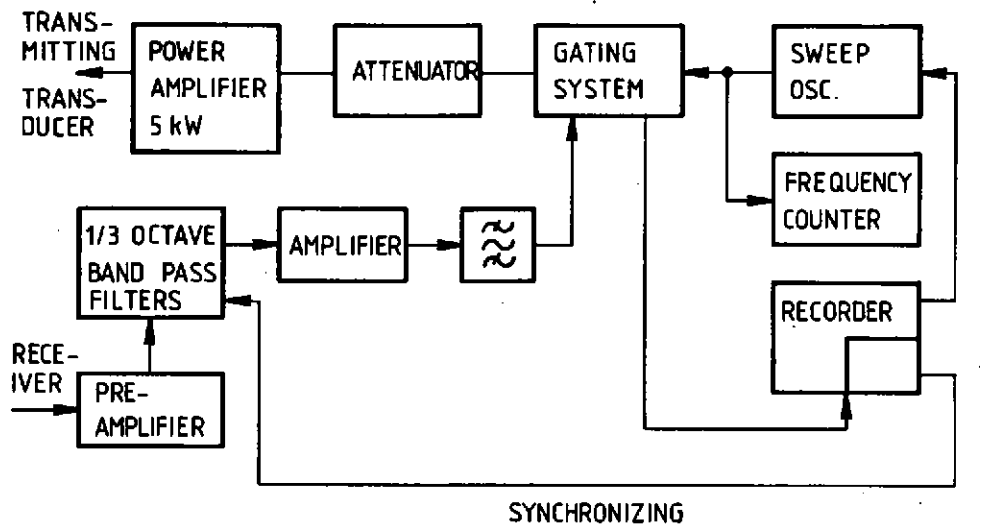 TRANS-
MITTING
TRANS-
DUCER
POWER
AMPLIFIER
5 kW
ATTENUATOR
GATING
SYSTEM
SWEEP
OSC.
FREQUENCY
COUNTER
1/3 OCTAVE
BAND PASS
FILTERS
AMPLIFIER
RECORDER
RECE-
IVER
PRE-
AMPLIFIER
SYNCHRONIZING